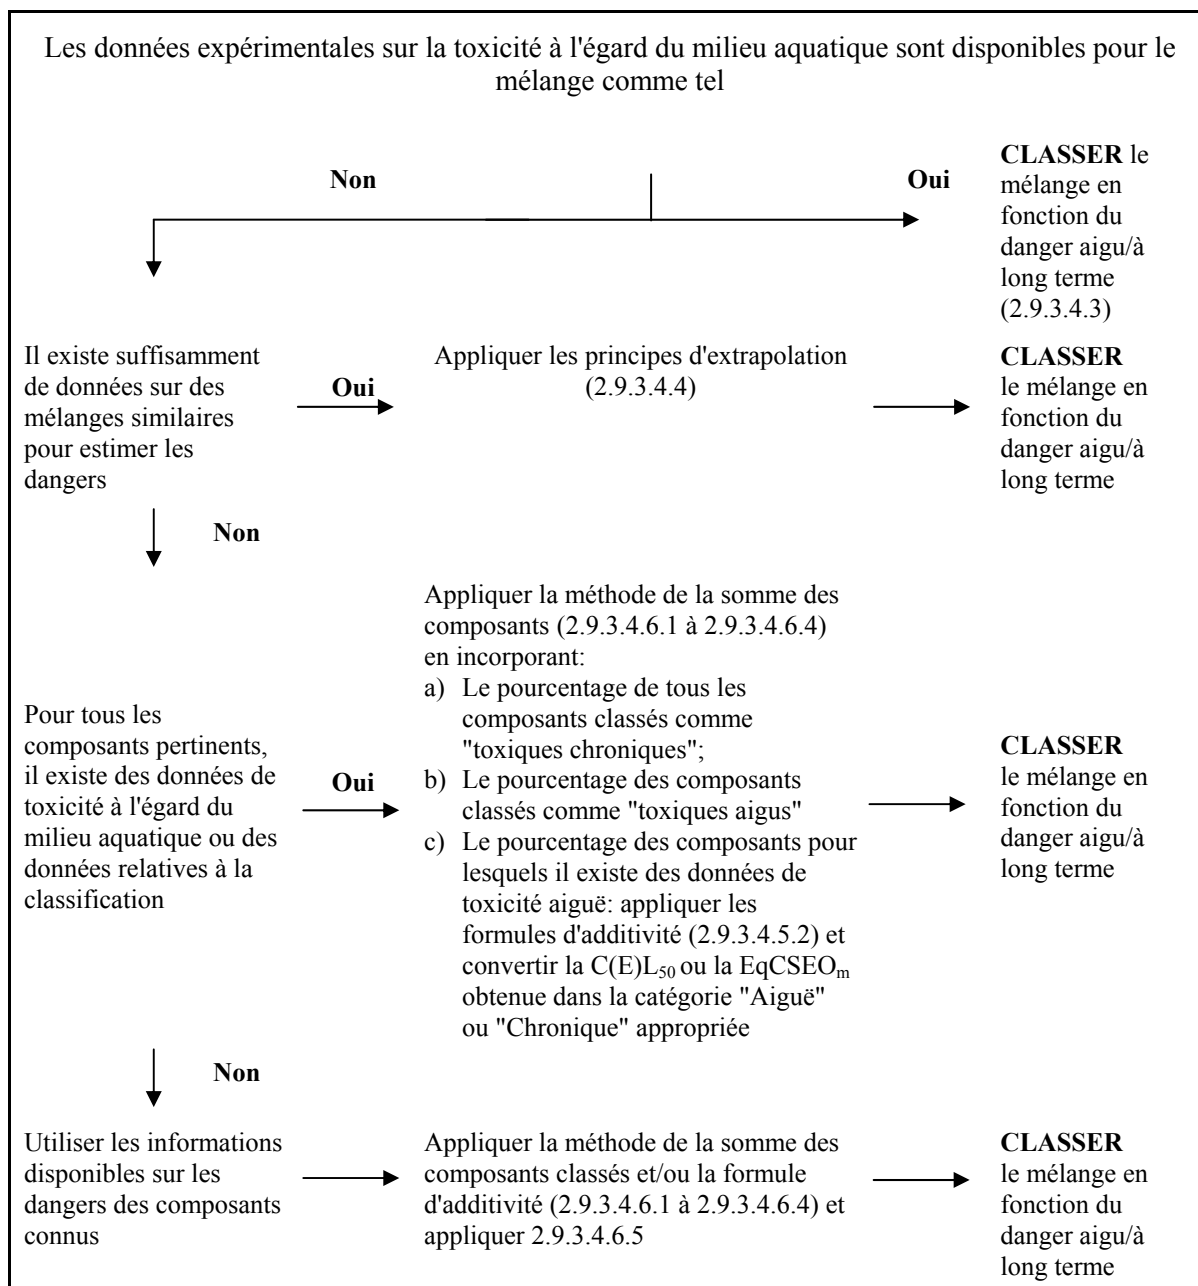 Les données expérimentales sur la toxicité à l'égard du milieu aquatique sont disponibles pour le
mélange comme tel
Non
Oui
CLASSER le
mélange en
fonction du
danger aigu/à
long terme
(2.9.3.4.3)
Il existe suffisamment
de données sur des
mélanges similaires
pour estimer les
dangers
Oui
Appliquer les principes d'extrapolation
(2.9.3.4.4)
CLASSER
le mélange en
fonction du
danger aigu/à
long terme
Non
Pour tous les
composants pertinents,
il existe des données de
toxicité à l'égard du
milieu aquatique ou des
données relatives à la
classification
Oui
Appliquer la méthode de la somme des
composants (2.9.3.4.6.1 à 2.9.3.4.6.4)
en incorporant:
a) Le pourcentage de tous les
composants classés comme
"toxiques chroniques";
b) Le pourcentage des composants
classés comme "toxiques aigus"
c) Le pourcentage des composants pour
lesquels il existe des données de
toxicité aiguë: appliquer les
formules d'additivité (2.9.3.4.5.2) et
convertir la C(E)L50 ou la EqCSEOm
obtenue dans la catégorie "Aiguë"
ou "Chronique" appropriée
CLASSER
le mélange en
fonction du
danger aigu/à
long terme
Non
Utiliser les informations
disponibles sur les
dangers des composants
connus
Appliquer la méthode de la somme des
composants classés et/ou la formule
d'additivité (2.9.3.4.6.1 à 2.9.3.4.6.4) et
appliquer 2.9.3.4.6.5
CLASSER
le mélange en
fonction du
danger aigu/à
long terme